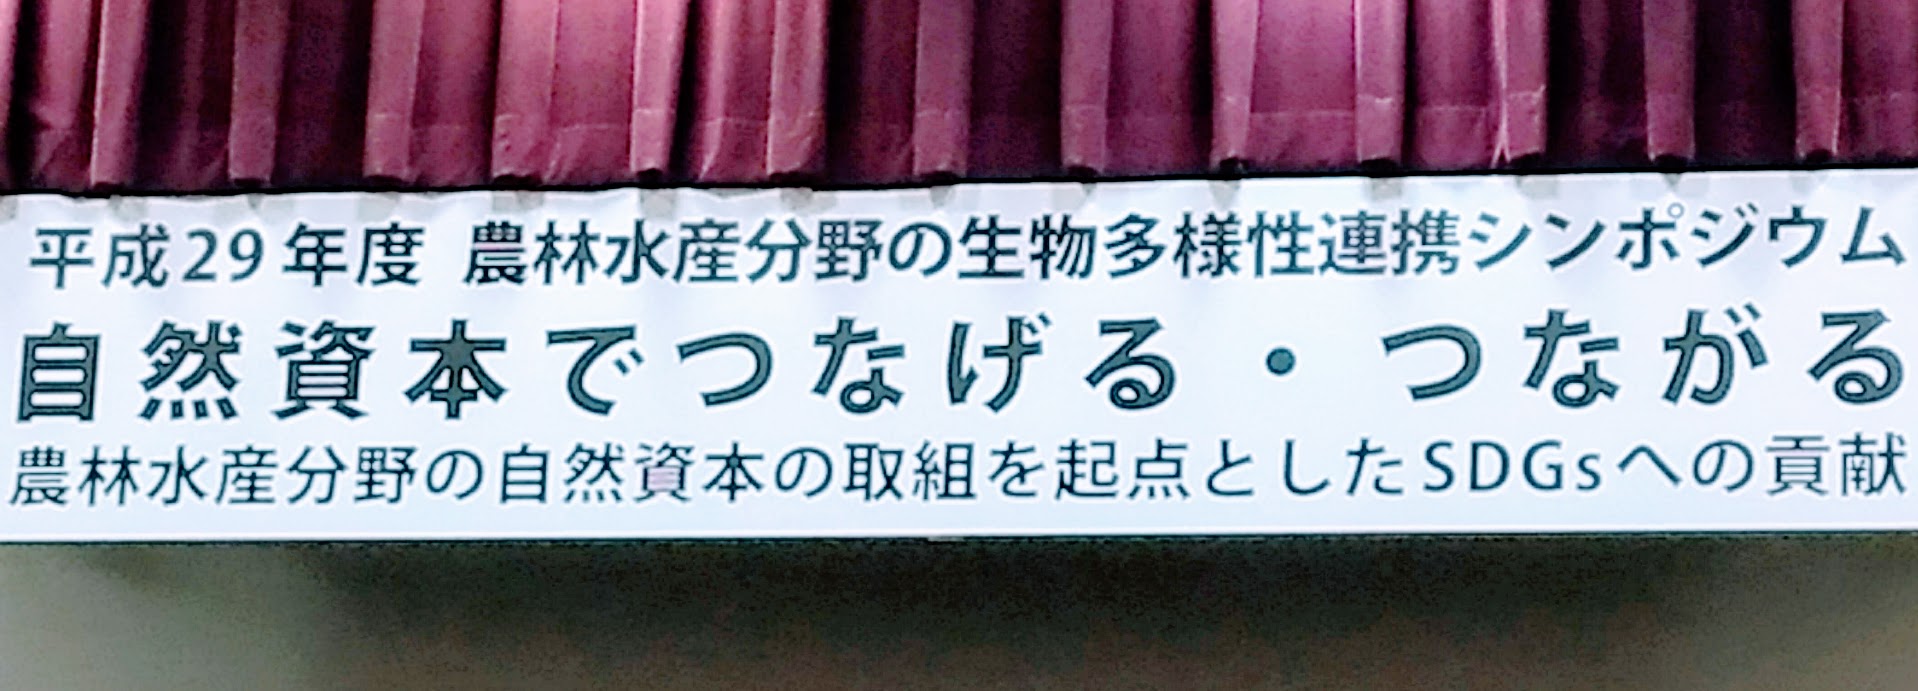 平成29年度 農林水産分野の生物多様性連携シンポジウム
自然資本でつなげる・つながる
農林水産分野の自然資本の取組を起点としたSDGsへの貢献